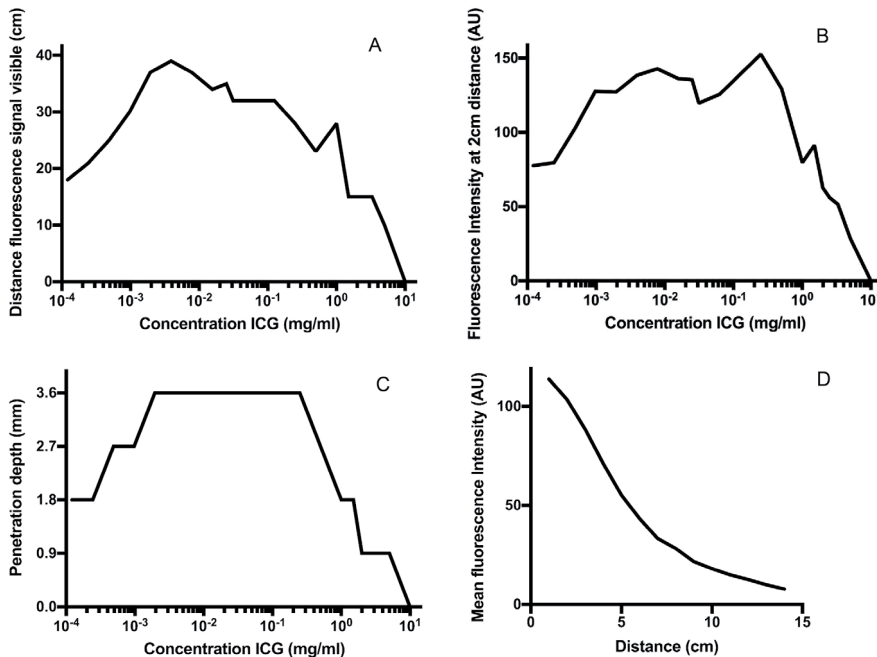 A
Distance fluorescence signal visible (cm)
40
30
20
10
0
10⁻⁴ 10⁻³ 10⁻² 10⁻¹ 10⁰ 10¹
Concentration ICG (mg/ml)
B
Fluorescence Intensity at 2cm distance (AU)
150
100
50
0
10⁻⁴ 10⁻³ 10⁻² 10⁻¹ 10⁰ 10
Concentration ICG (mg/ml)
C
Penetration depth (mm)
3.6
2.7
1.8
0.9
0.0
10⁻⁴ 10⁻³ 10⁻² 10⁻¹ 10⁰ 10¹
Concentration ICG (mg/ml)
D
Mean fluorescence Intensity (AU)
100
50
0
0 5 10 15
Distance (cm)